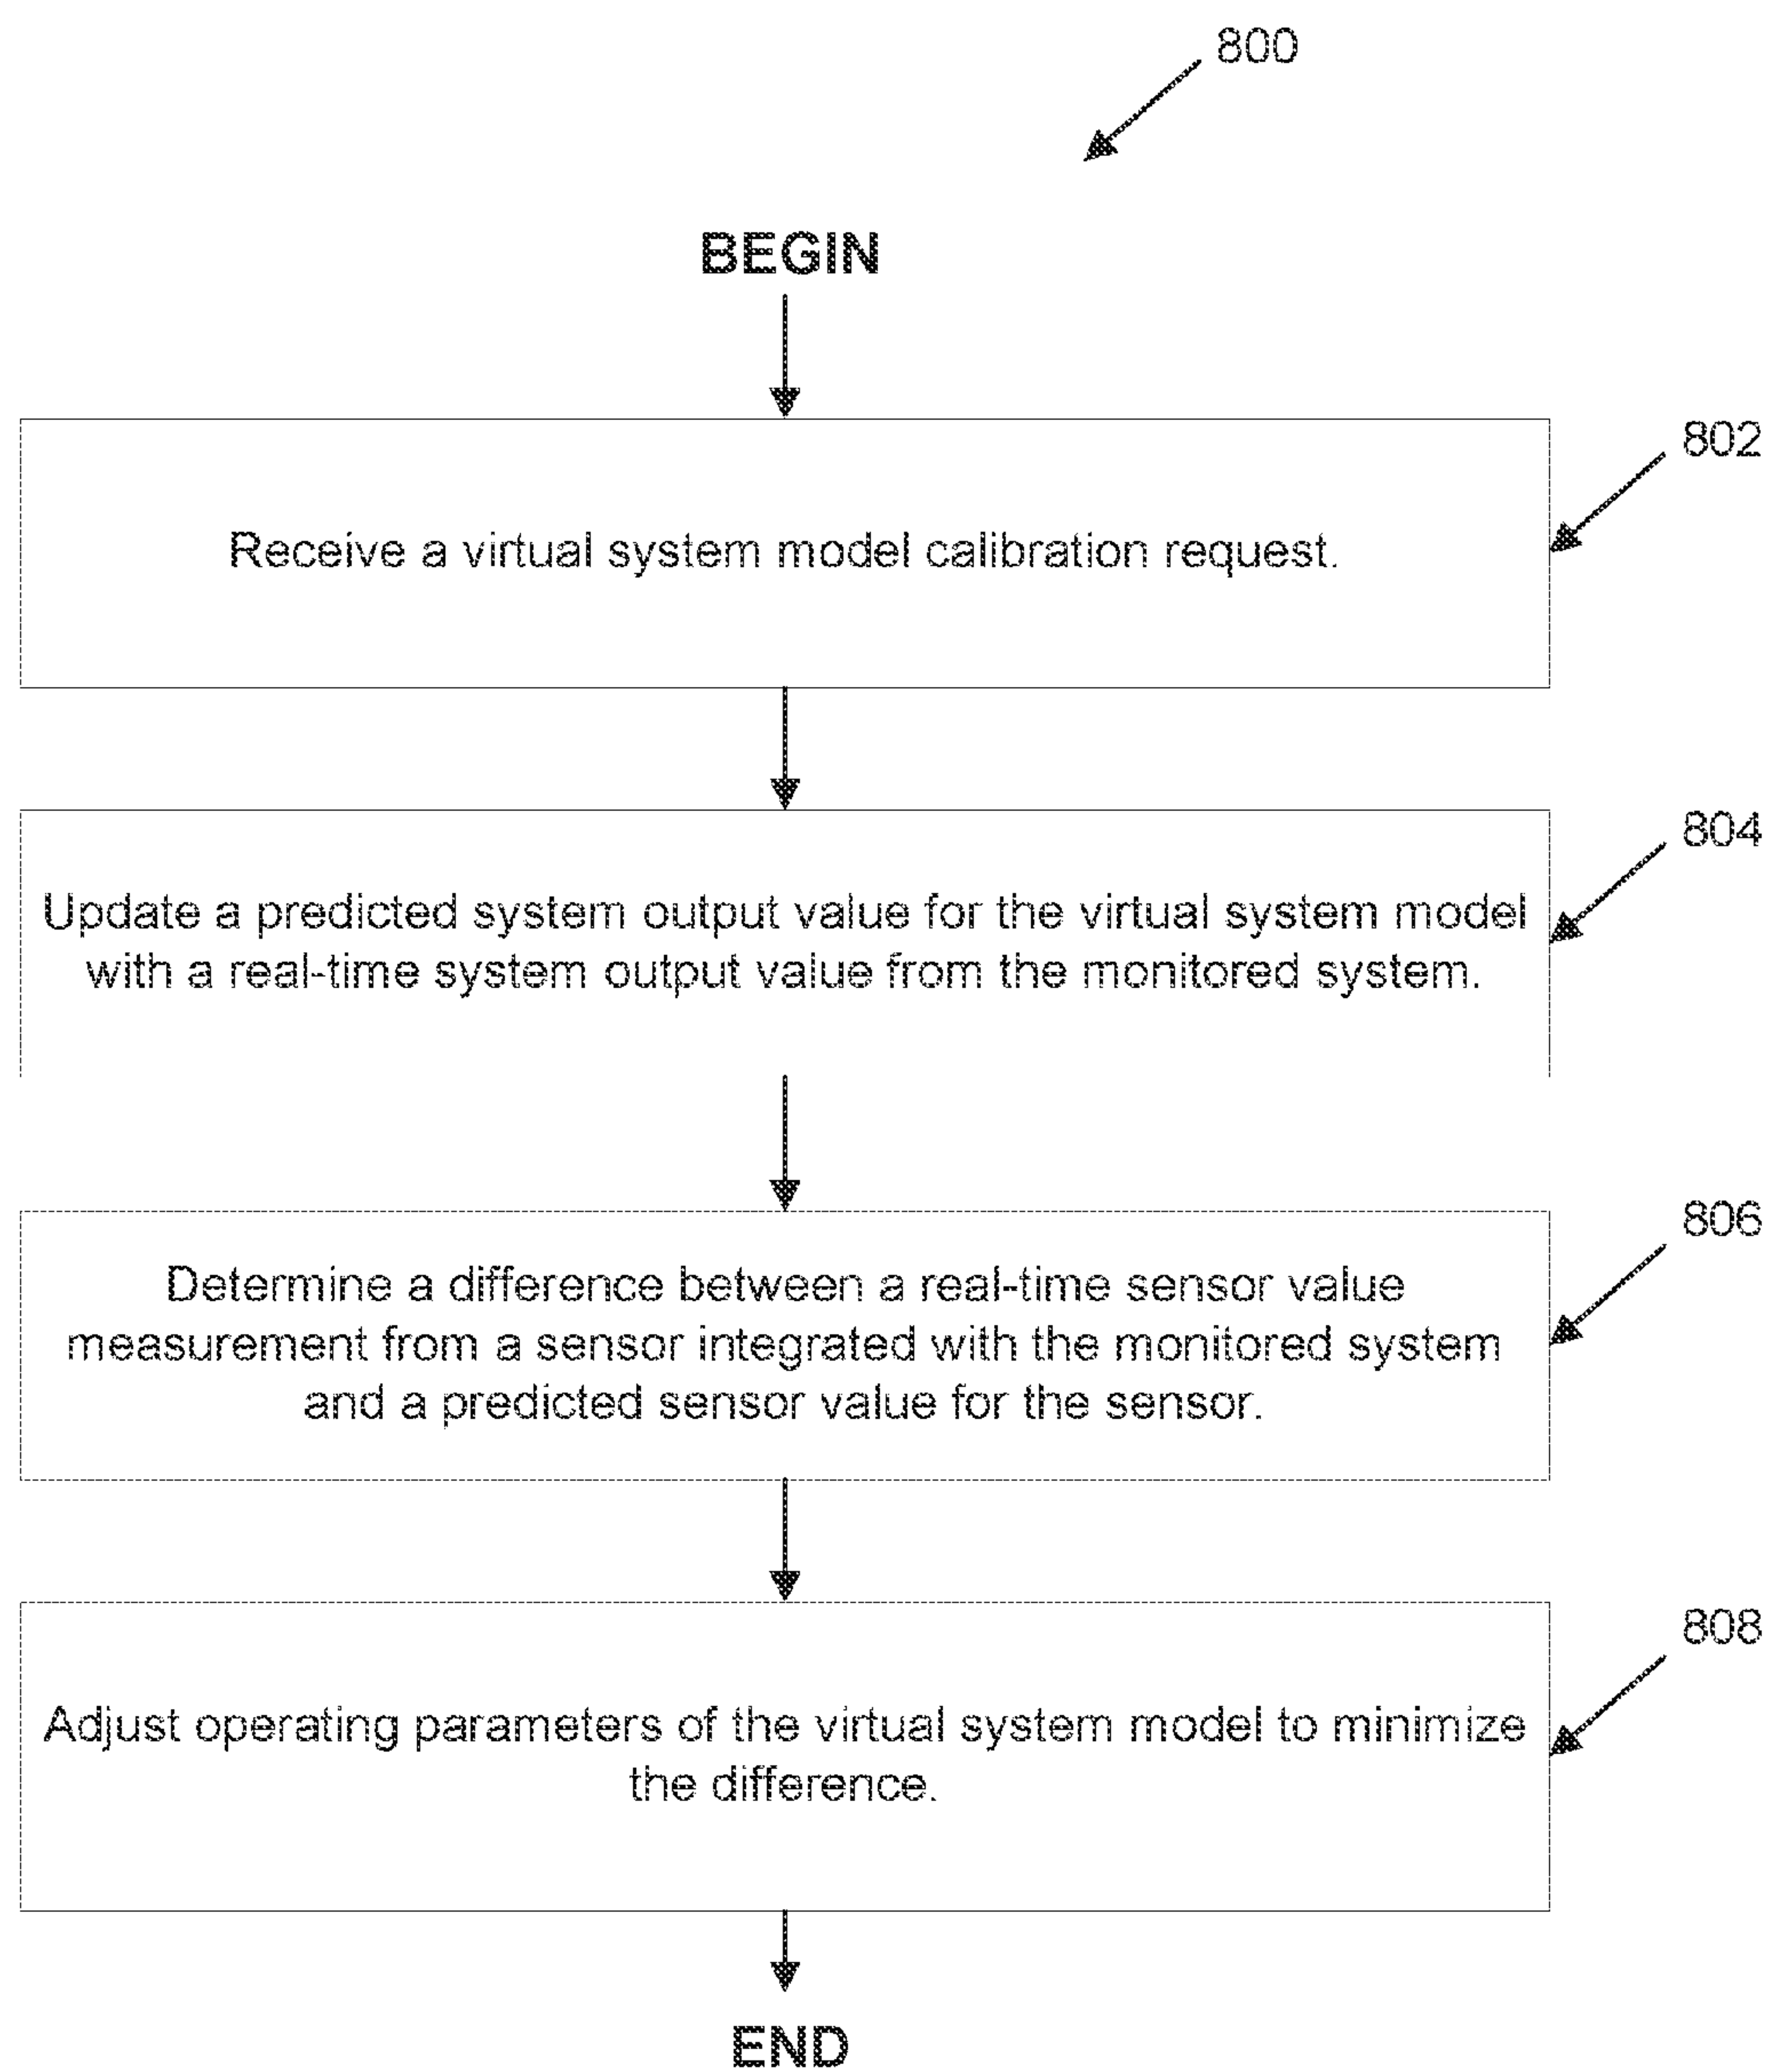 800
BEGIN
802
Receive a virtual system model calibration request.
804
Update a predicted system output value for the virtual system model
with a real-time system output value from the monitored system.
806
Determine a difference between a real-time sensor value
measurement from a sensor integrated with the monitored system
and a predicted sensor value for the sensor.
808
Adjust operating parameters of the virtual system model to minimize
the difference.
END